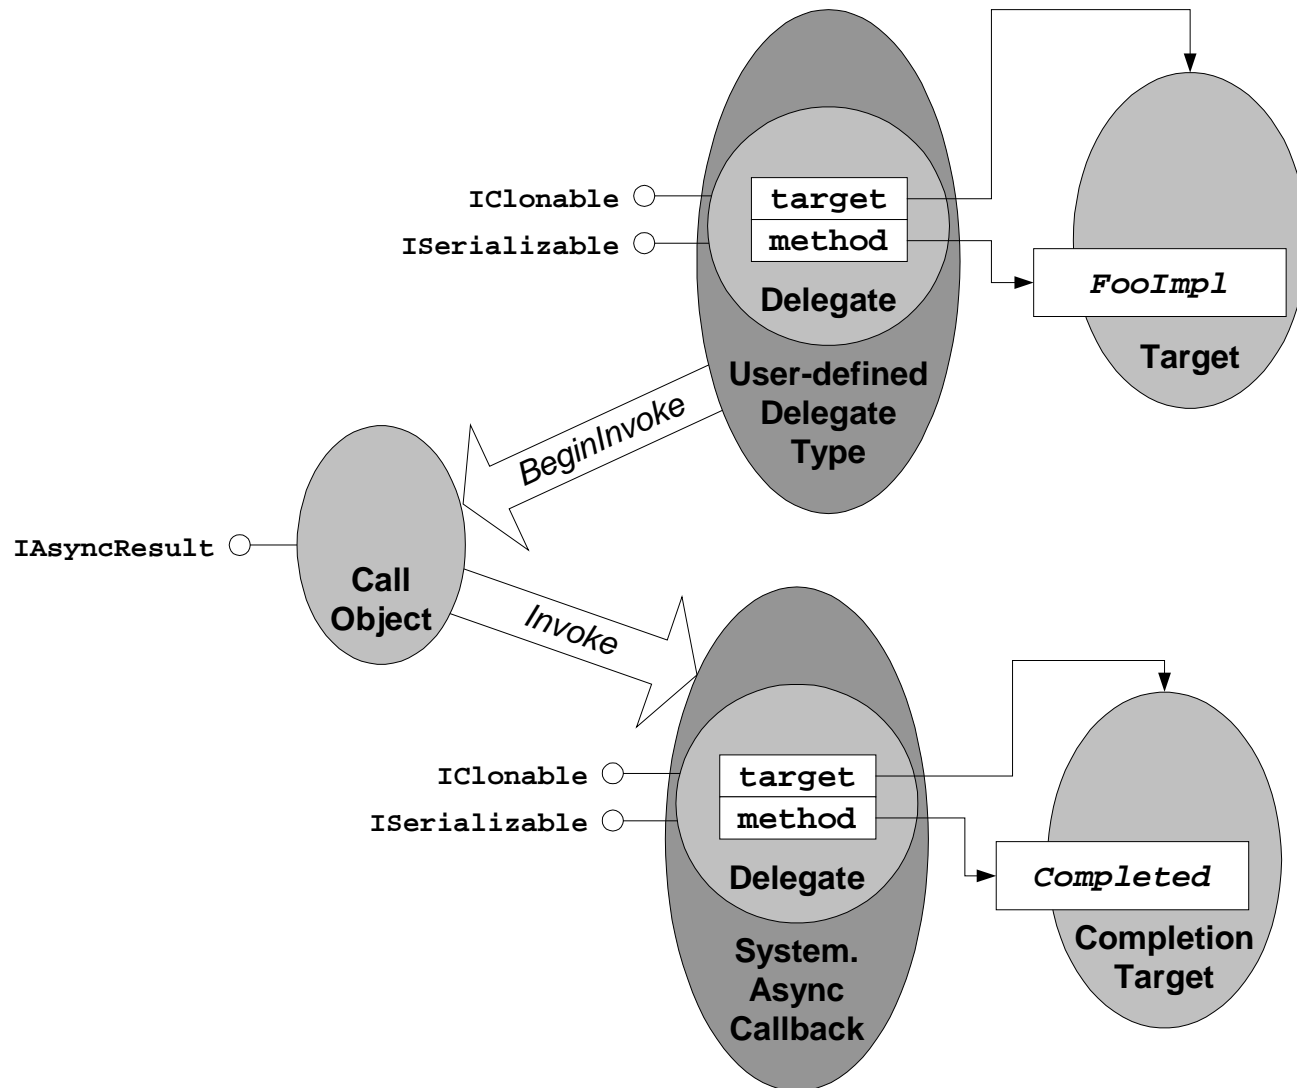 IClonable
ISerializable
target
method
Delegate
User-defined
Delegate
Type
FooImpl
Target
BeginInvoke
IAsyncResult
Call
Object
Invoke
IClonable
ISerializable
target
method
Delegate
System.
Async
Callback
Completed
Completion
Target